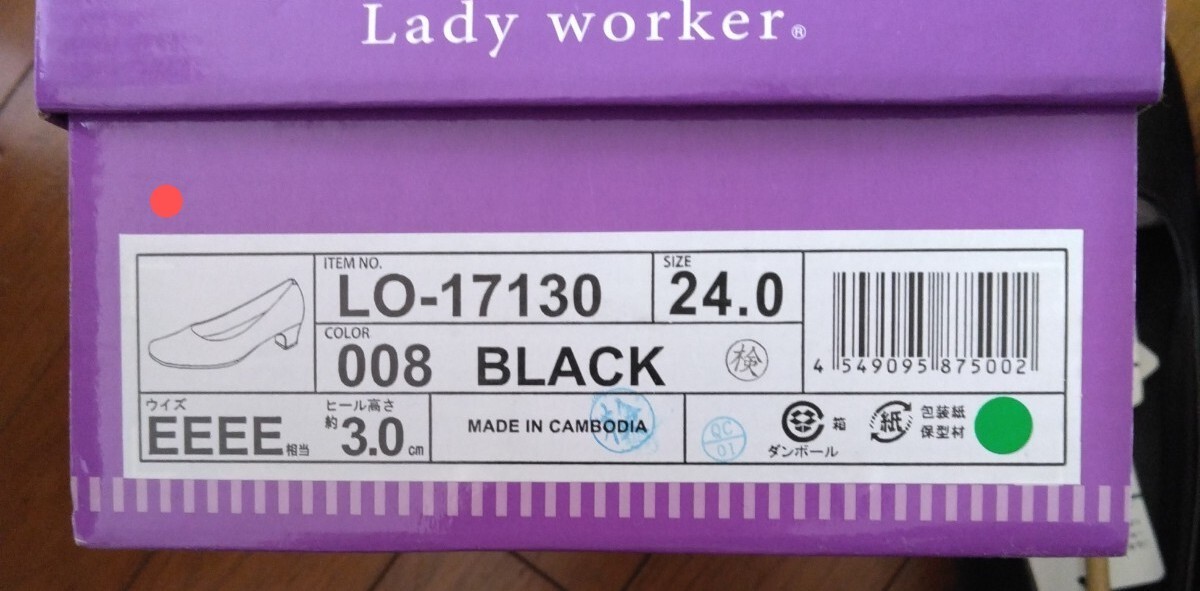 Lady worker®
ITEM NO.
LO-17130
SIZE
24.0
COLOR
008 BLACK
検
4 549095 875002
ウイズ
EEEE相当
ヒール高さ
約3.0cm
MADE IN CAMBODIA
検
QC
01
箱
ダンボール
紙
包装紙
保型材